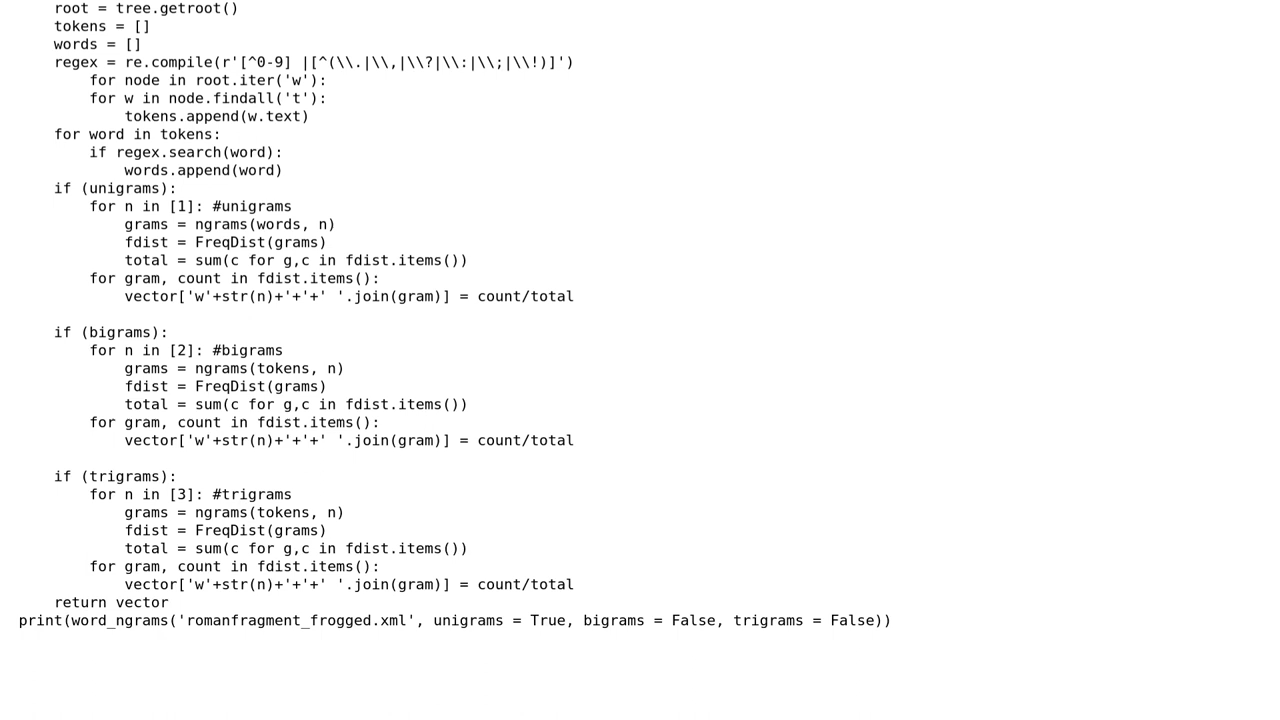 root = tree.getroot()
tokens = []
words = []
regex = re.compile(r'[^0-9] |[^(\\.|\\,|\\?|\\:|\\;|\\!)]')
for node in root.iter('w'):
for w in node.findall('t'):
tokens.append(w.text)
for word in tokens:
if regex.search(word):
words.append(word)
if (unigrams):
for n in [1]: #unigrams
grams = ngrams(words, n)
fdist = FreqDist(grams)
total = sum(c for g,c in fdist.items())
for gram, count in fdist.items():
vector['w'+str(n)+'+'+' '.join(gram)] = count/total
if (bigrams):
for n in [2]: #bigrams
grams = ngrams(tokens, n)
fdist = FreqDist(grams)
total = sum(c for g,c in fdist.items())
for gram, count in fdist.items():
vector['w'+str(n)+'+'+' '.join(gram)] = count/total
if (trigrams):
for n in [3]: #trigrams
grams = ngrams(tokens, n)
fdist = FreqDist(grams)
total = sum(c for g,c in fdist.items())
for gram, count in fdist.items():
vector['w'+str(n)+'+'+' '.join(gram)] = count/total
return vector
print(word_ngrams('romanfragment_frogged.xml', unigrams = True, bigrams = False, trigrams = False))